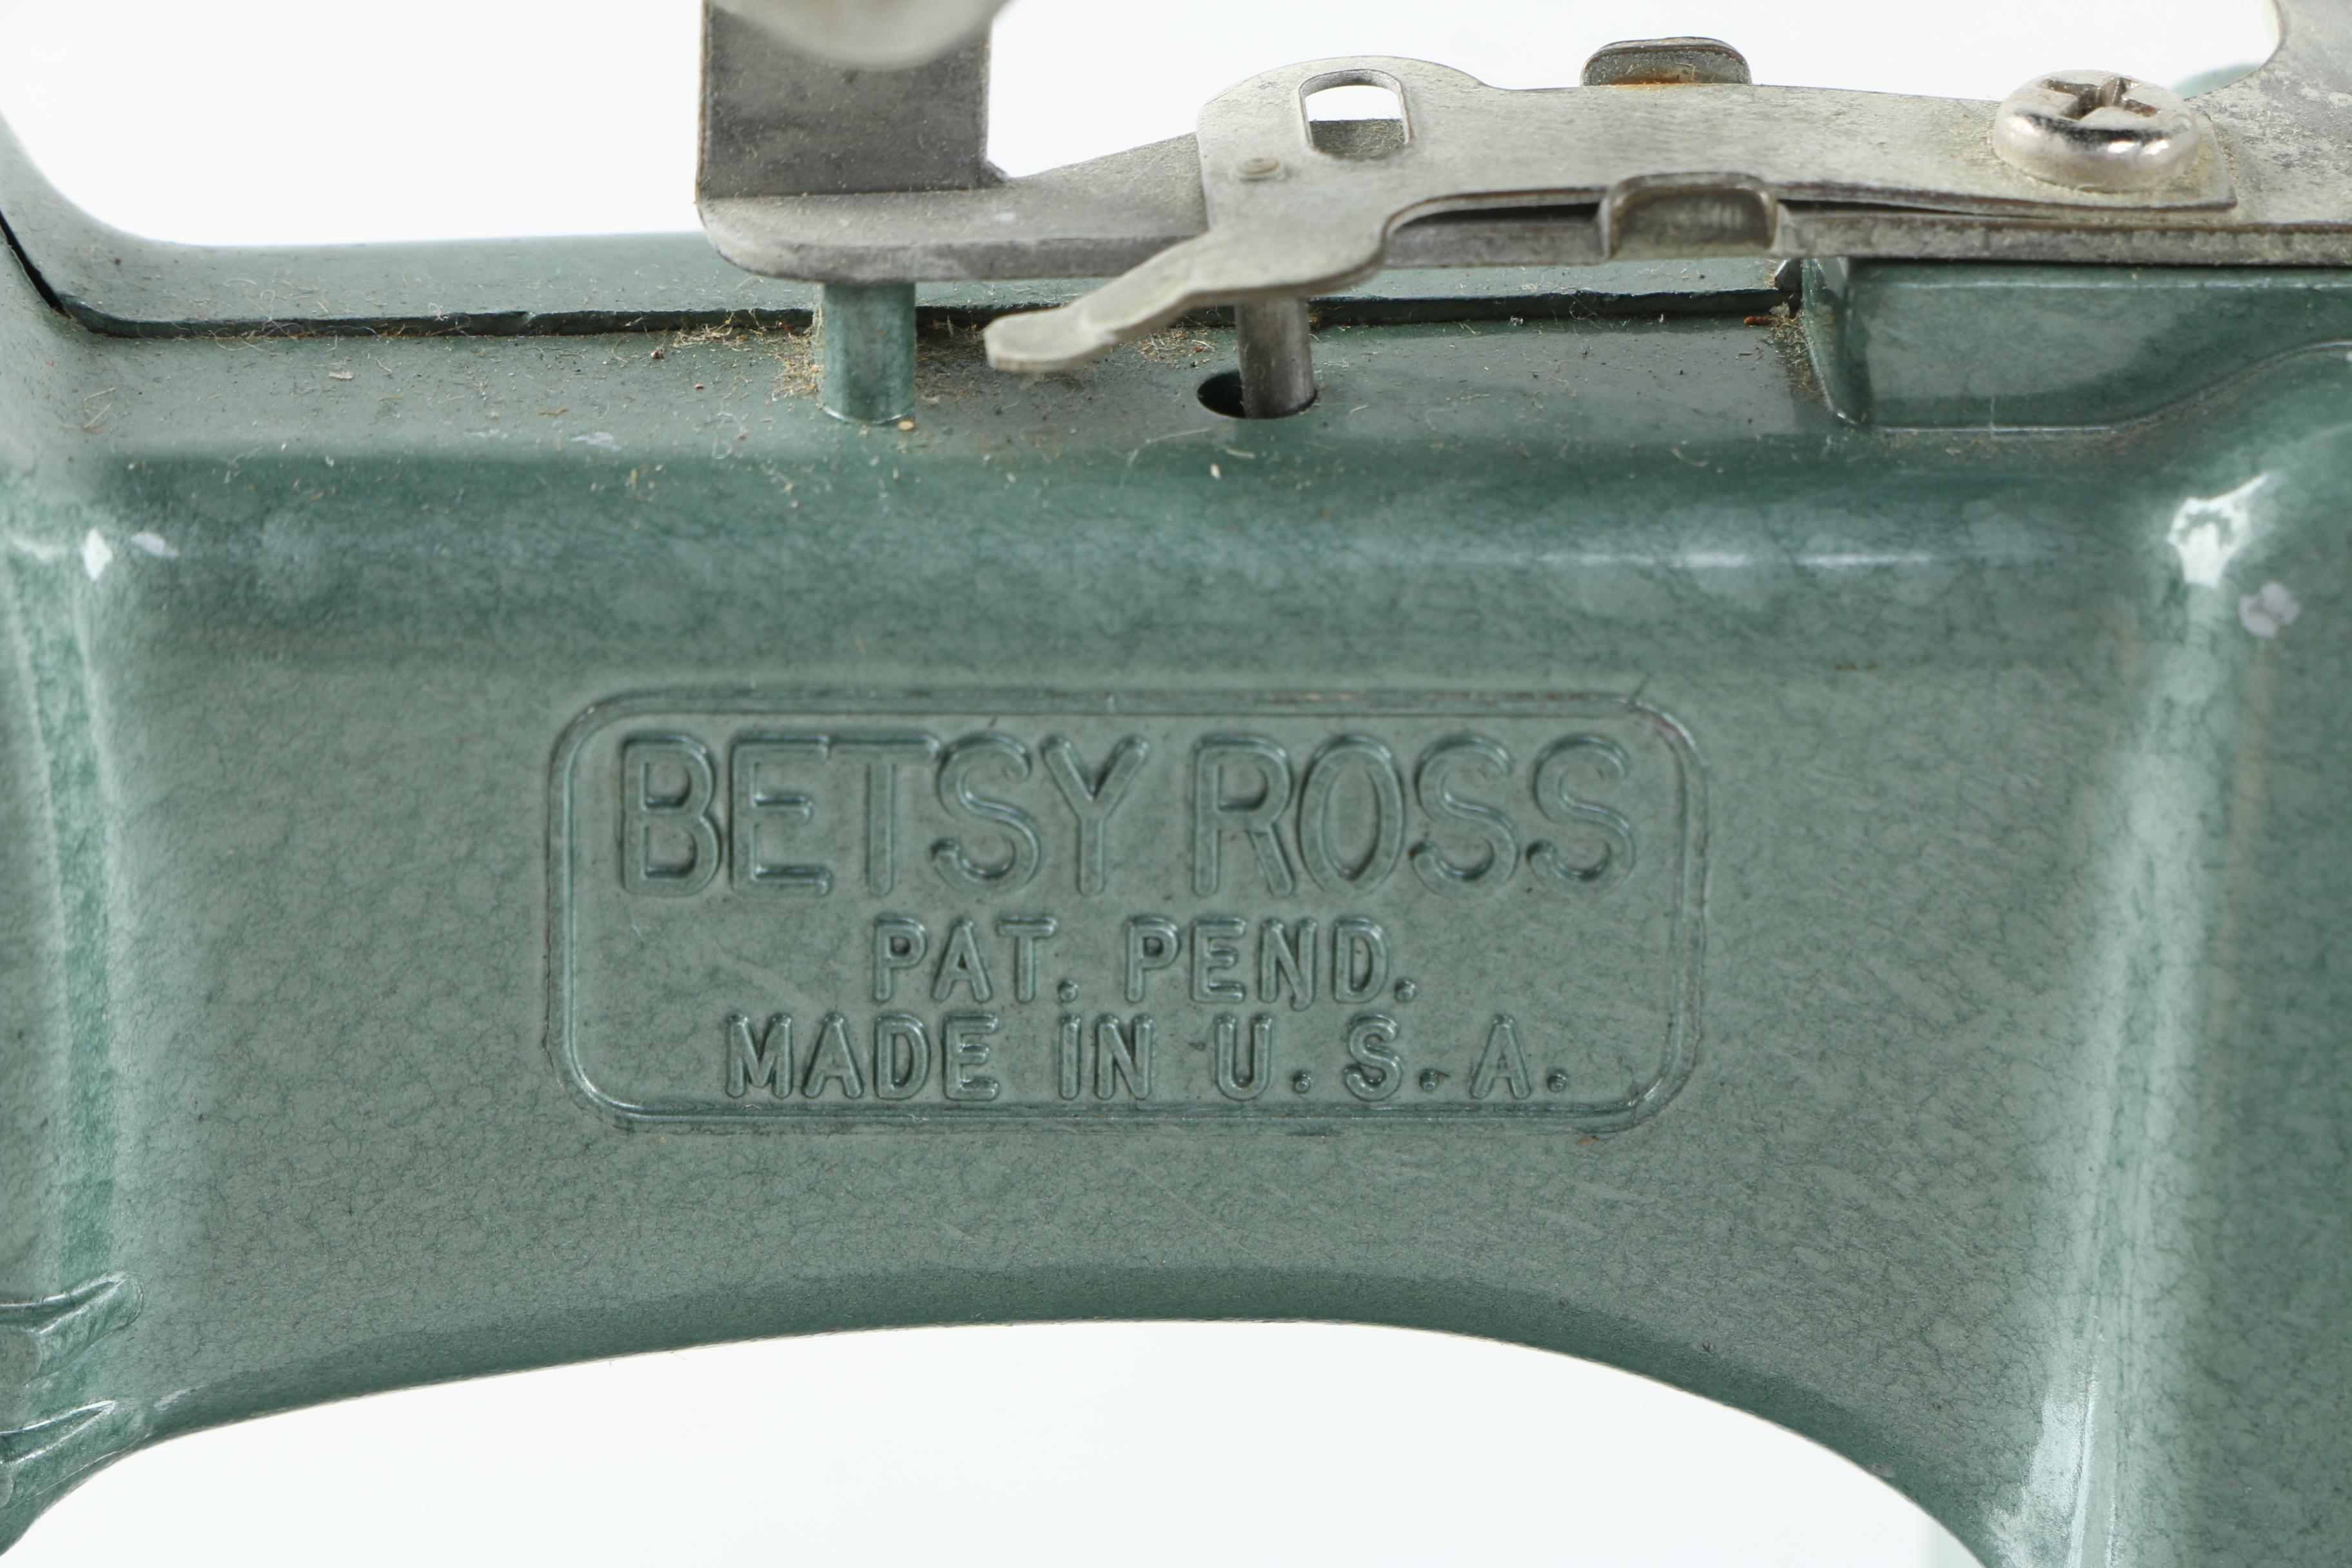 BETSY ROSS
PAT. PEND.
MADE IN U.S.A.